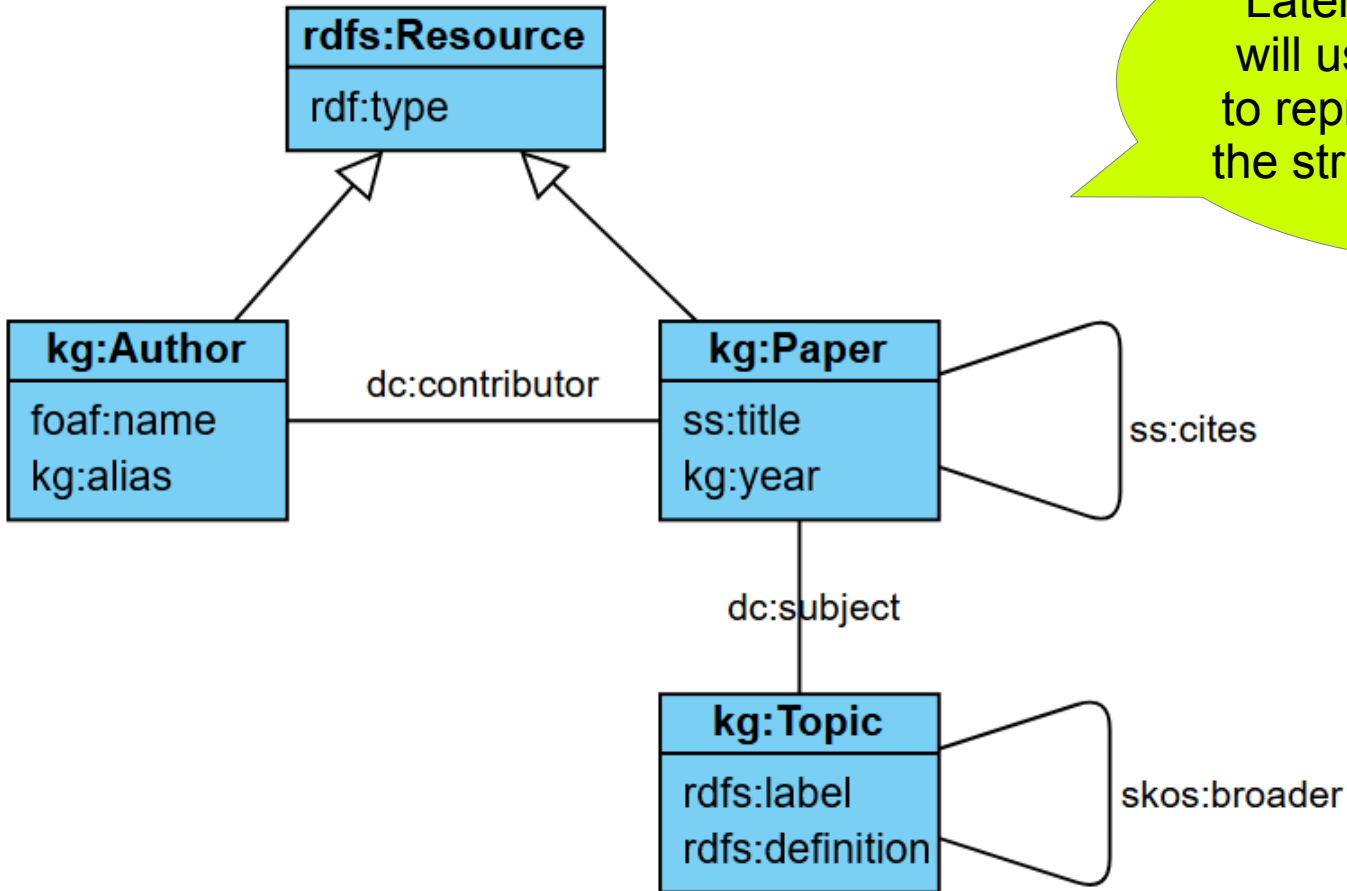 rdfs:Resource
rdf:type
Later
will us
to repr
the str
kg:Author
foaf:name
kg:alias
dc:contributor
kg:Paper
ss:title
kg:year
ss:cites
dc:subject
kg:Topic
rdfs:label
rdfs:definition
skos:broader